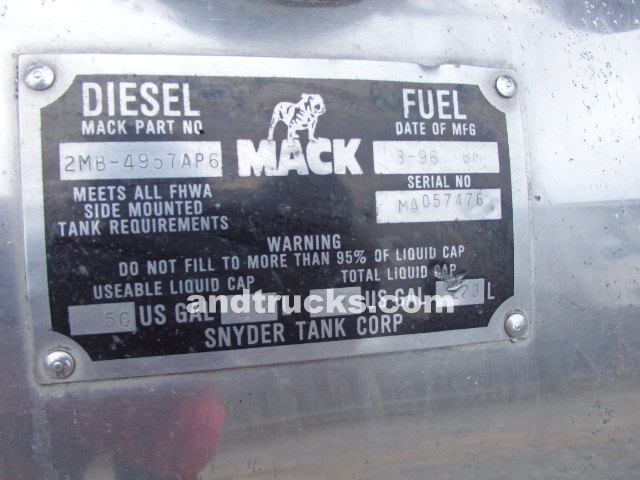 DIESEL
MACK PART NO
2MB-4957AP6
MEETS ALL FHWA
SIDE MOUNTED
TANK REQUIREMENTS
MACK
FUEL
DATE OF MFG
3-96
SERIAL NO
MA057476
WARNING
DO NOT FILL TO MORE THAN 95% OF LIQUID CAP
USEABLE LIQUID CAP
TOTAL LIQUID CAP
56 US GAL
US GAL 223 L
andtrucks.com
SNYDER TANK CORP